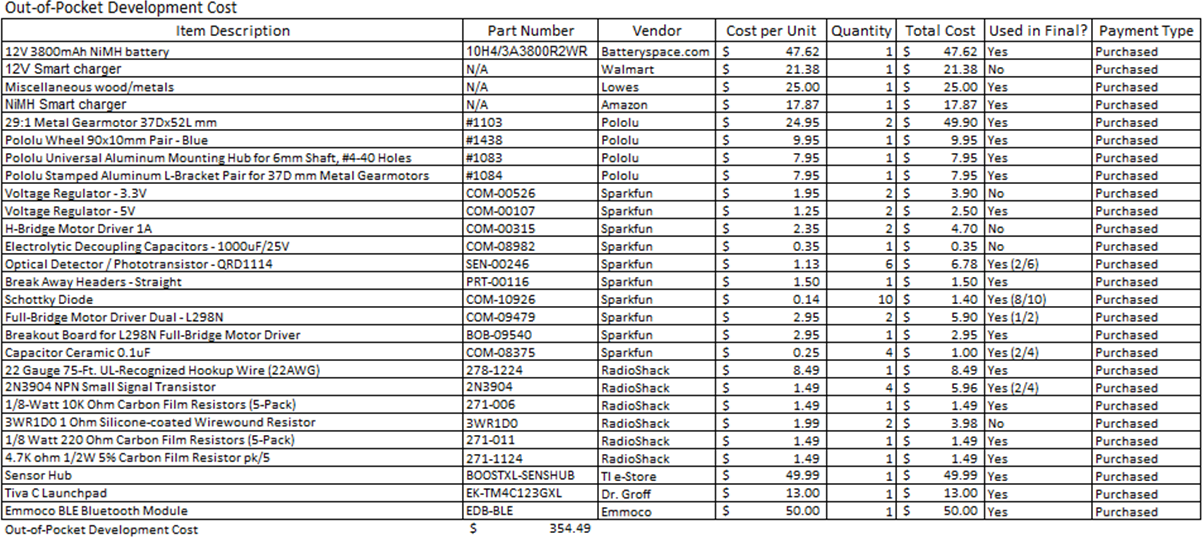 Out-of-Pocket Development Cost
Item Description Part Number Vendor Cost per Unit Quantity Total Cost Used in Final? Payment Type
12V 3800mAh NiMH battery 10H4/3A3800R2WR Batteryspace.com $ 47.62 1 $ 47.62 Yes Purchased
12V Smart charger N/A Walmart $ 21.38 1 $ 21.38 No Purchased
Miscellaneous wood/metals N/A Lowes $ 25.00 1 $ 25.00 Yes Purchased
NiMH Smart charger N/A Amazon $ 17.87 1 $ 17.87 Yes Purchased
29:1 Metal Gearmotor 37Dx52L mm #1103 Pololu $ 24.95 2 $ 49.90 Yes Purchased
Pololu Wheel 90x10mm Pair - Blue #1438 Pololu $ 9.95 1 $ 9.95 Yes Purchased
Pololu Universal Aluminum Mounting Hub for 6mm Shaft, #4-40 Holes #1083 Pololu $ 7.95 1 $ 7.95 Yes Purchased
Pololu Stamped Aluminum L-Bracket Pair for 37D mm Metal Gearmotors #1084 Pololu $ 7.95 1 $ 7.95 Yes Purchased
Voltage Regulator - 3.3V COM-00526 Sparkfun $ 1.95 2 $ 3.90 No Purchased
Voltage Regulator - 5V COM-00107 Sparkfun $ 1.25 2 $ 2.50 Yes Purchased
H-Bridge Motor Driver 1A COM-00315 Sparkfun $ 2.35 2 $ 4.70 No Purchased
Electrolytic Decoupling Capacitors - 1000uF/25V COM-08982 Sparkfun $ 0.35 1 $ 0.35 No Purchased
Optical Detector / Phototransistor - QRD1114 SEN-00246 Sparkfun $ 1.13 6 $ 6.78 Yes (2/6) Purchased
Break Away Headers - Straight PRT-00116 Sparkfun $ 1.50 1 $ 1.50 Yes Purchased
Schottky Diode COM-10926 Sparkfun $ 0.14 10 $ 1.40 Yes (8/10) Purchased
Full-Bridge Motor Driver Dual - L298N COM-09479 Sparkfun $ 2.95 2 $ 5.90 Yes (1/2) Purchased
Breakout Board for L298N Full-Bridge Motor Driver BOB-09540 Sparkfun $ 2.95 1 $ 2.95 Yes Purchased
Capacitor Ceramic 0.1uF COM-08375 Sparkfun $ 0.25 4 $ 1.00 Yes (2/4) Purchased
22 Gauge 75-Ft. UL-Recognized Hookup Wire (22AWG) 278-1224 RadioShack $ 8.49 1 $ 8.49 Yes Purchased
2N3904 NPN Small Signal Transistor 2N3904 RadioShack $ 1.49 4 $ 5.96 Yes (2/4) Purchased
1/8-Watt 10K Ohm Carbon Film Resistors (5-Pack) 271-006 RadioShack $ 1.49 1 $ 1.49 Yes Purchased
3WR1D0 1 Ohm Silicone-coated Wirewound Resistor 3WR1D0 RadioShack $ 1.99 2 $ 3.98 No Purchased
1/8 Watt 220 Ohm Carbon Film Resistors (5-Pack) 271-011 RadioShack $ 1.49 1 $ 1.49 Yes Purchased
4.7K ohm 1/2W 5% Carbon Film Resistor pk/5 271-1124 RadioShack $ 1.49 1 $ 1.49 Yes Purchased
Sensor Hub BOOSTXL-SENSHUB TI e-Store $ 49.99 1 $ 49.99 Yes Purchased
Tiva C Launchpad EK-TM4C123GXL Dr. Groff $ 13.00 1 $ 13.00 Yes Purchased
Emmoco BLE Bluetooth Module EDB-BLE Emmoco $ 50.00 1 $ 50.00 Yes Purchased
Out-of-Pocket Development Cost $ 354.49